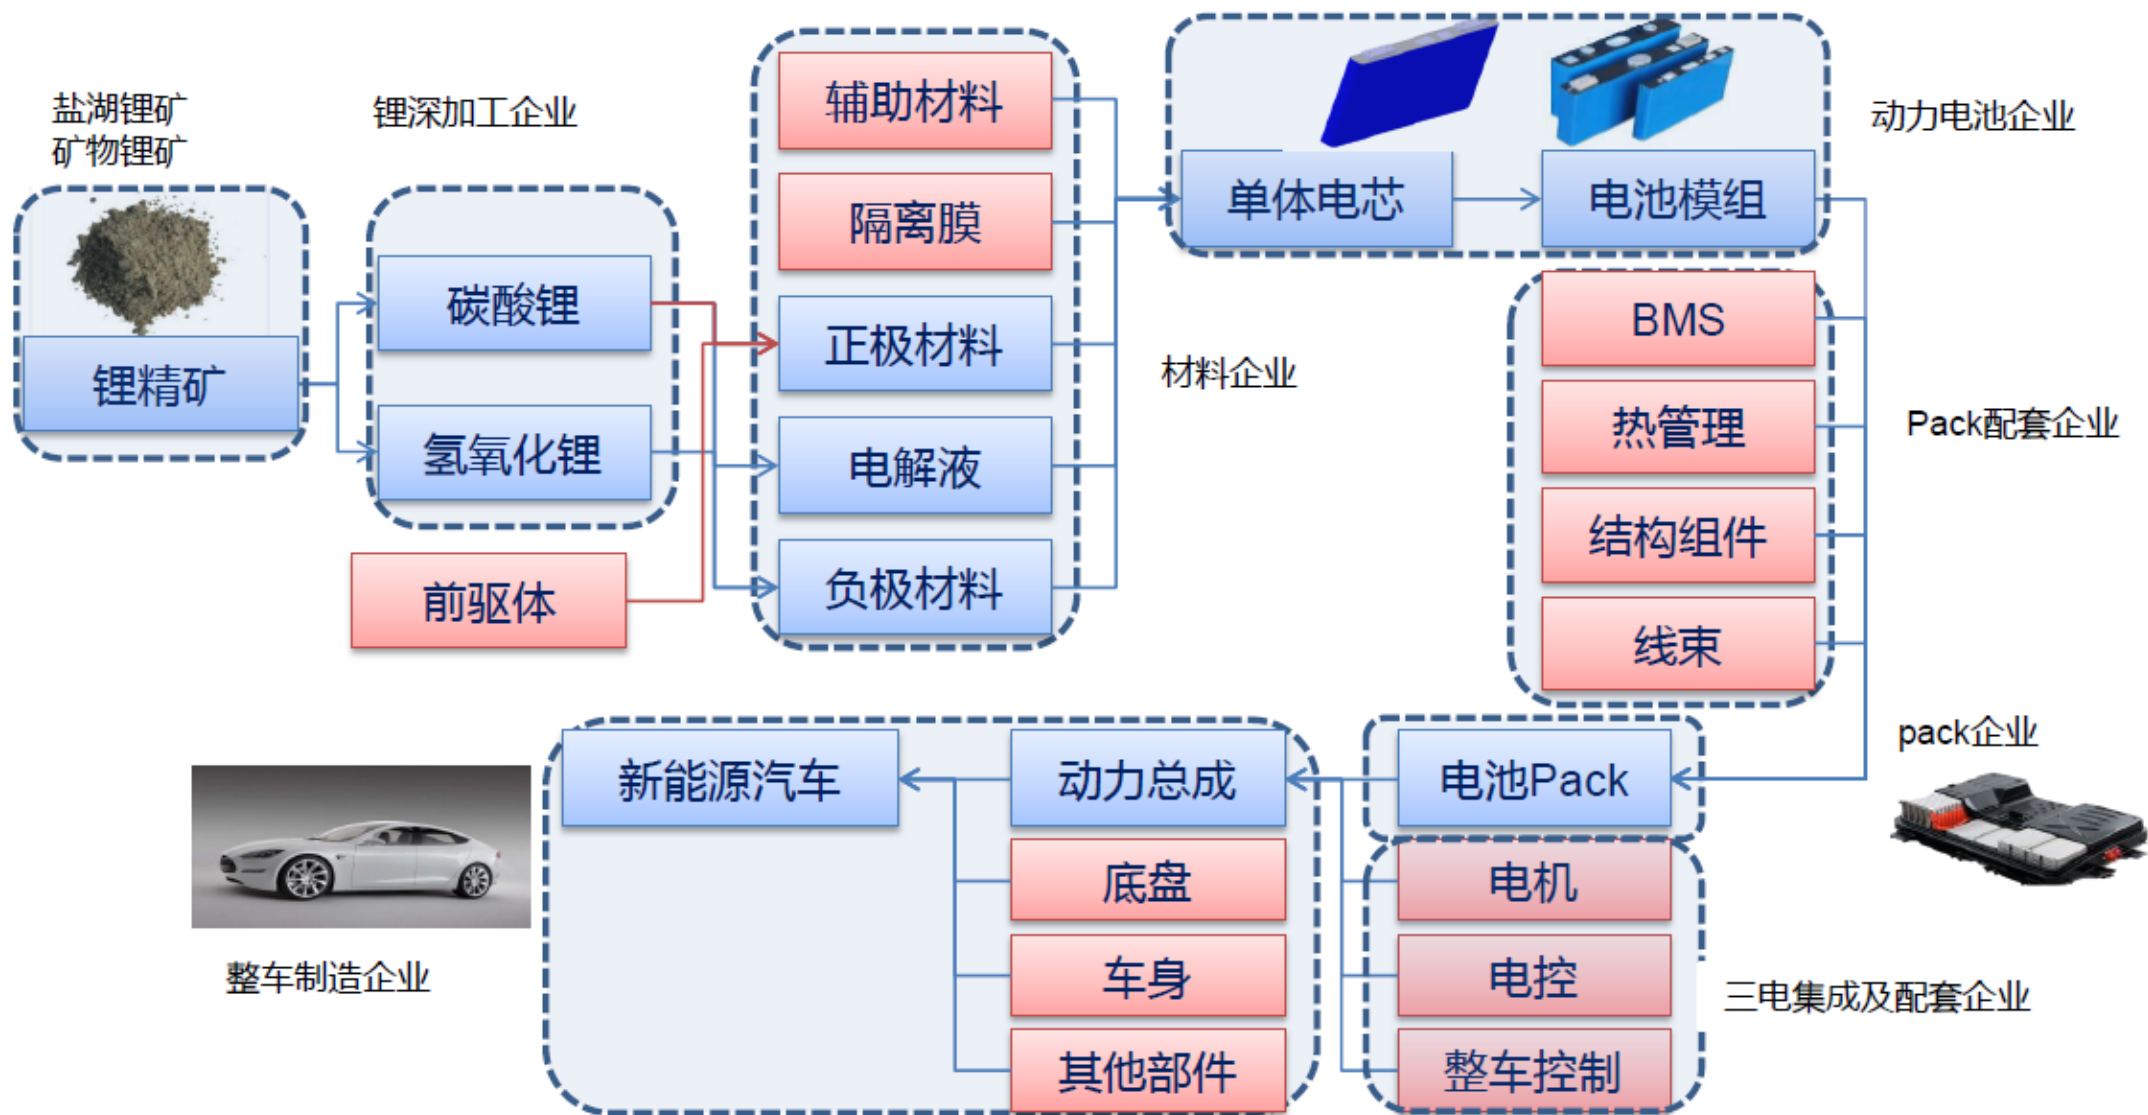 盐湖锂矿
矿物锂矿
锂精矿
锂深加工企业
碳酸锂
氢氧化锂
前驱体
辅助材料
隔离膜
正极材料
电解液
负极材料
材料企业
单体电芯
电池模组
动力电池企业
BMS
热管理
结构组件
线束
Pack配套企业
pack企业
电池Pack
电机
电控
整车控制
三电集成及配套企业
动力总成
底盘
车身
其他部件
新能源汽车
整车制造企业